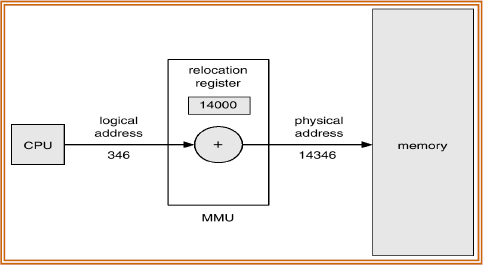 relocation
register
14000
logical
address
346
CPU
+
physical
address
14346
memory
MMU